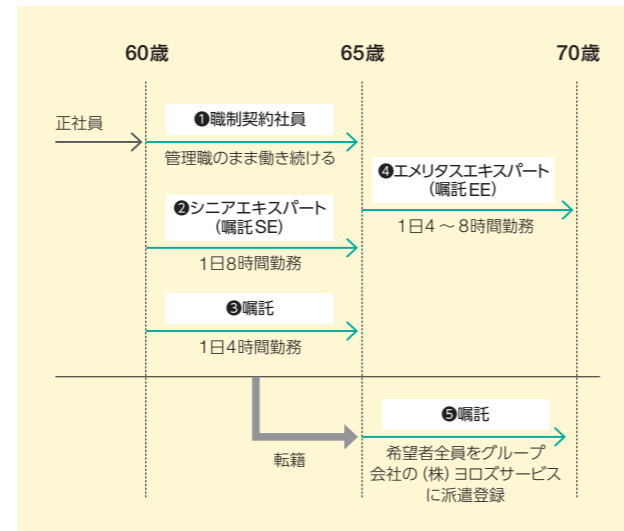 60歳
65歳
70歳
正社員
❶職制契約社員
管理職のまま働き続ける
❷シニアエキスパート
(嘱託SE)
1日8時間勤務
❸嘱託
1日4時間勤務
❹エメリタスエキスパート
(嘱託EE)
1日4～8時間勤務
転籍
❺嘱託
希望者全員をグループ
会社の(株)ヨロズサービス
に派遣登録